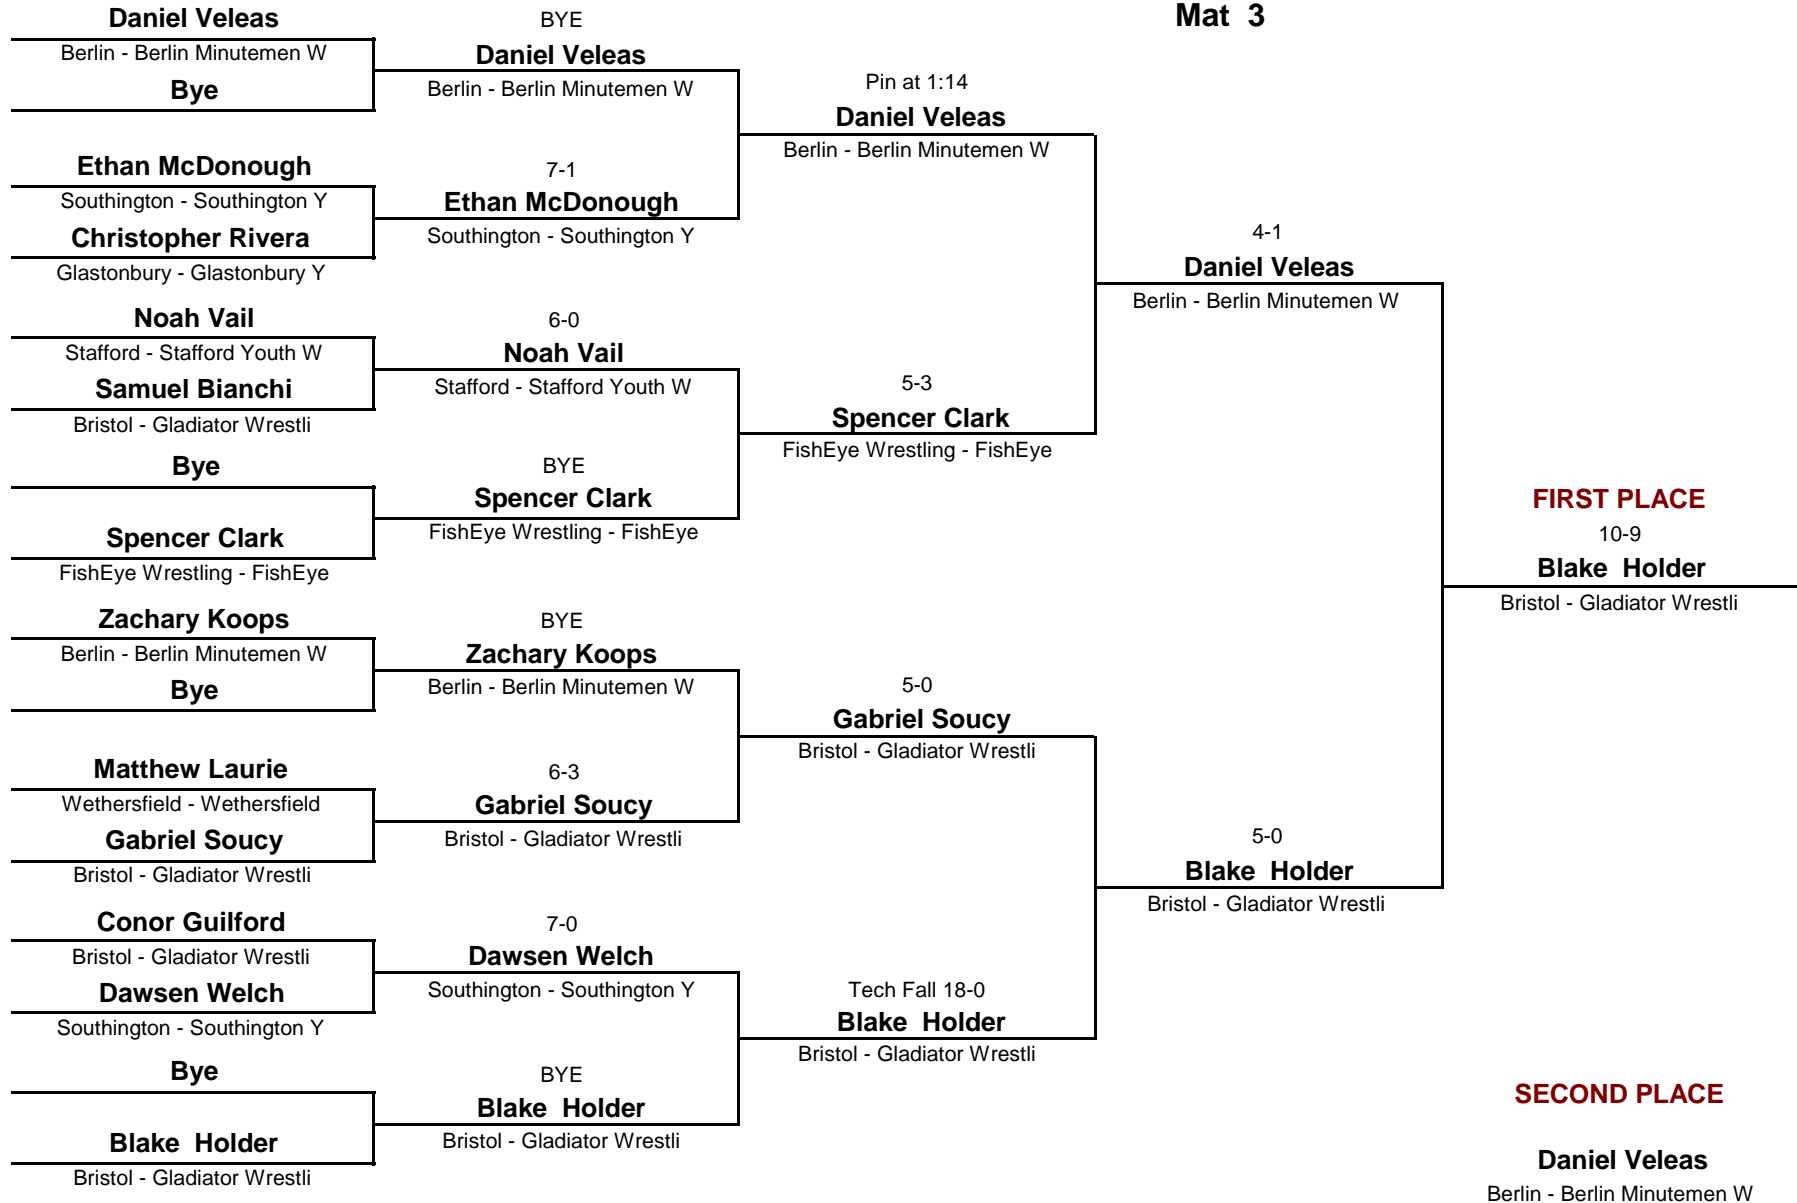 Mat 3
Daniel Veleas
Berlin - Berlin Minutemen W
Bye
Ethan McDonough
Southington - Southington Y
Christopher Rivera
Glastonbury - Glastonbury Y
Noah Vail
Stafford - Stafford Youth W
Samuel Bianchi
Bristol - Gladiator Wrestli
Bye
Spencer Clark
FishEye Wrestling - FishEye
Zachary Koops
Berlin - Berlin Minutemen W
Bye
Matthew Laurie
Wethersfield - Wethersfield
Gabriel Soucy
Bristol - Gladiator Wrestli
Conor Guilford
Bristol - Gladiator Wrestli
Dawsen Welch
Southington - Southington Y
Bye
Blake Holder
Bristol - Gladiator Wrestli
BYE
Daniel Veleas
Berlin - Berlin Minutemen W
7-1
Ethan McDonough
Southington - Southington Y
6-0
Noah Vail
Stafford - Stafford Youth W
BYE
Spencer Clark
FishEye Wrestling - FishEye
BYE
Zachary Koops
Berlin - Berlin Minutemen W
6-3
Gabriel Soucy
Bristol - Gladiator Wrestli
7-0
Dawsen Welch
Southington - Southington Y
BYE
Blake Holder
Bristol - Gladiator Wrestli
Pin at 1:14
Daniel Veleas
Berlin - Berlin Minutemen W
5-3
Spencer Clark
FishEye Wrestling - FishEye
5-0
Gabriel Soucy
Bristol - Gladiator Wrestli
Tech Fall 18-0
Blake Holder
Bristol - Gladiator Wrestli
4-1
Daniel Veleas
Berlin - Berlin Minutemen W
5-0
Blake Holder
Bristol - Gladiator Wrestli
FIRST PLACE
10-9
Blake Holder
Bristol - Gladiator Wrestli
SECOND PLACE
Daniel Veleas
Berlin - Berlin Minutemen W